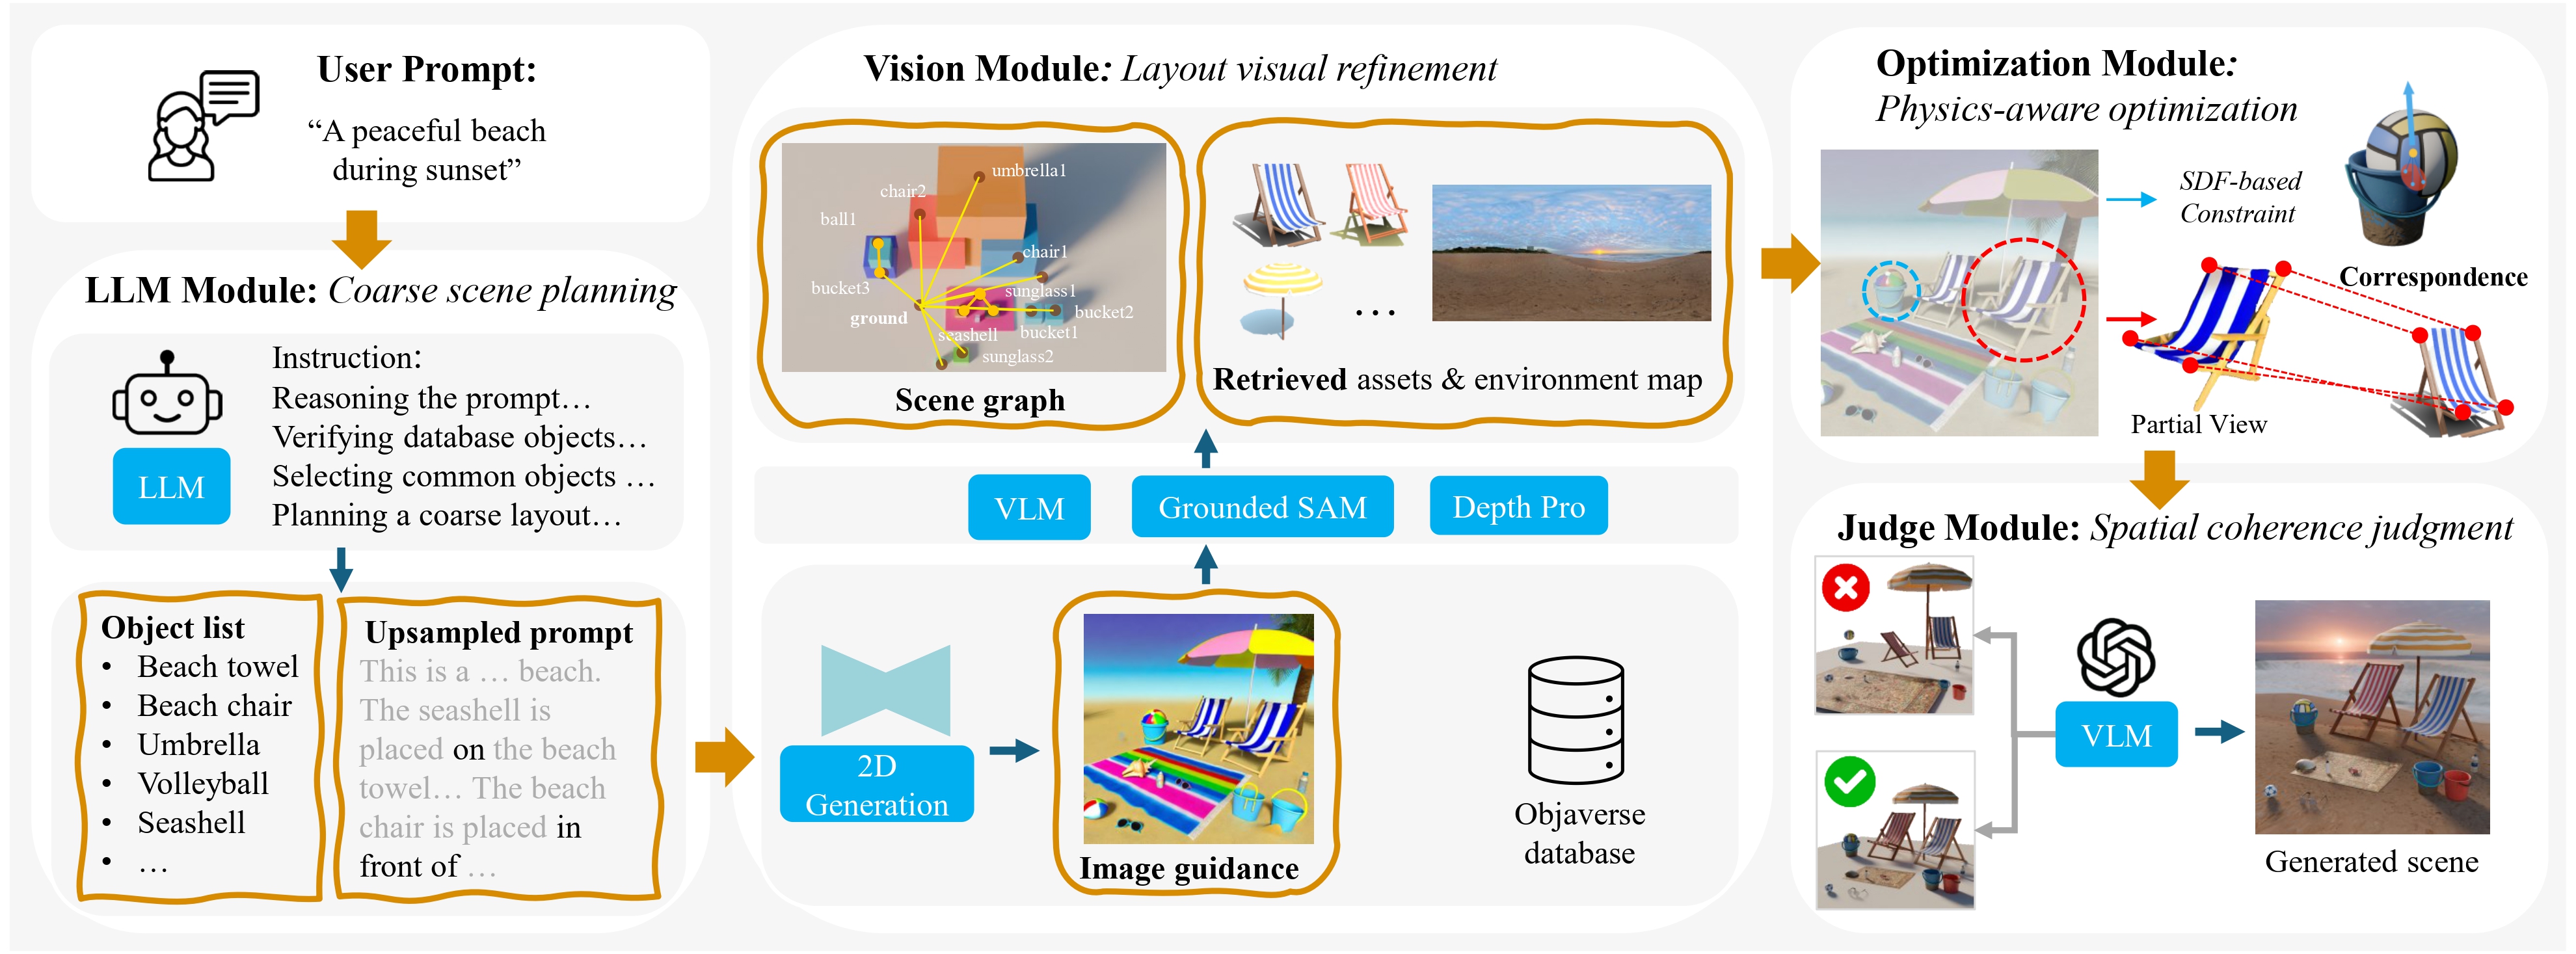 User Prompt:
“A peaceful beach
during sunset”
LLM Module: Coarse scene planning
LLM
Instruction:
Reasoning the prompt…
Verifying database objects…
Selecting common objects …
Planning a coarse layout…
Object list
• Beach towel
• Beach chair
• Umbrella
• Volleyball
• Seashell
• …
Upsampled prompt
This is a … beach.
The seashell is
placed on the beach
towel… The beach
chair is placed in
front of …
Vision Module: Layout visual refinement
umbrella1
chair2
ball1
chair1
bucket3
sunglass1
ground
bucket2
seashell
bucket1
sunglass2
Scene graph
…
Retrieved assets & environment map
VLM
Grounded SAM
Depth Pro
2D
Generation
Image guidance
Objaverse
database
Optimization Module:
Physics-aware optimization
SDF-based
Constraint
Correspondence
Partial View
Judge Module: Spatial coherence judgment
VLM
Generated scene